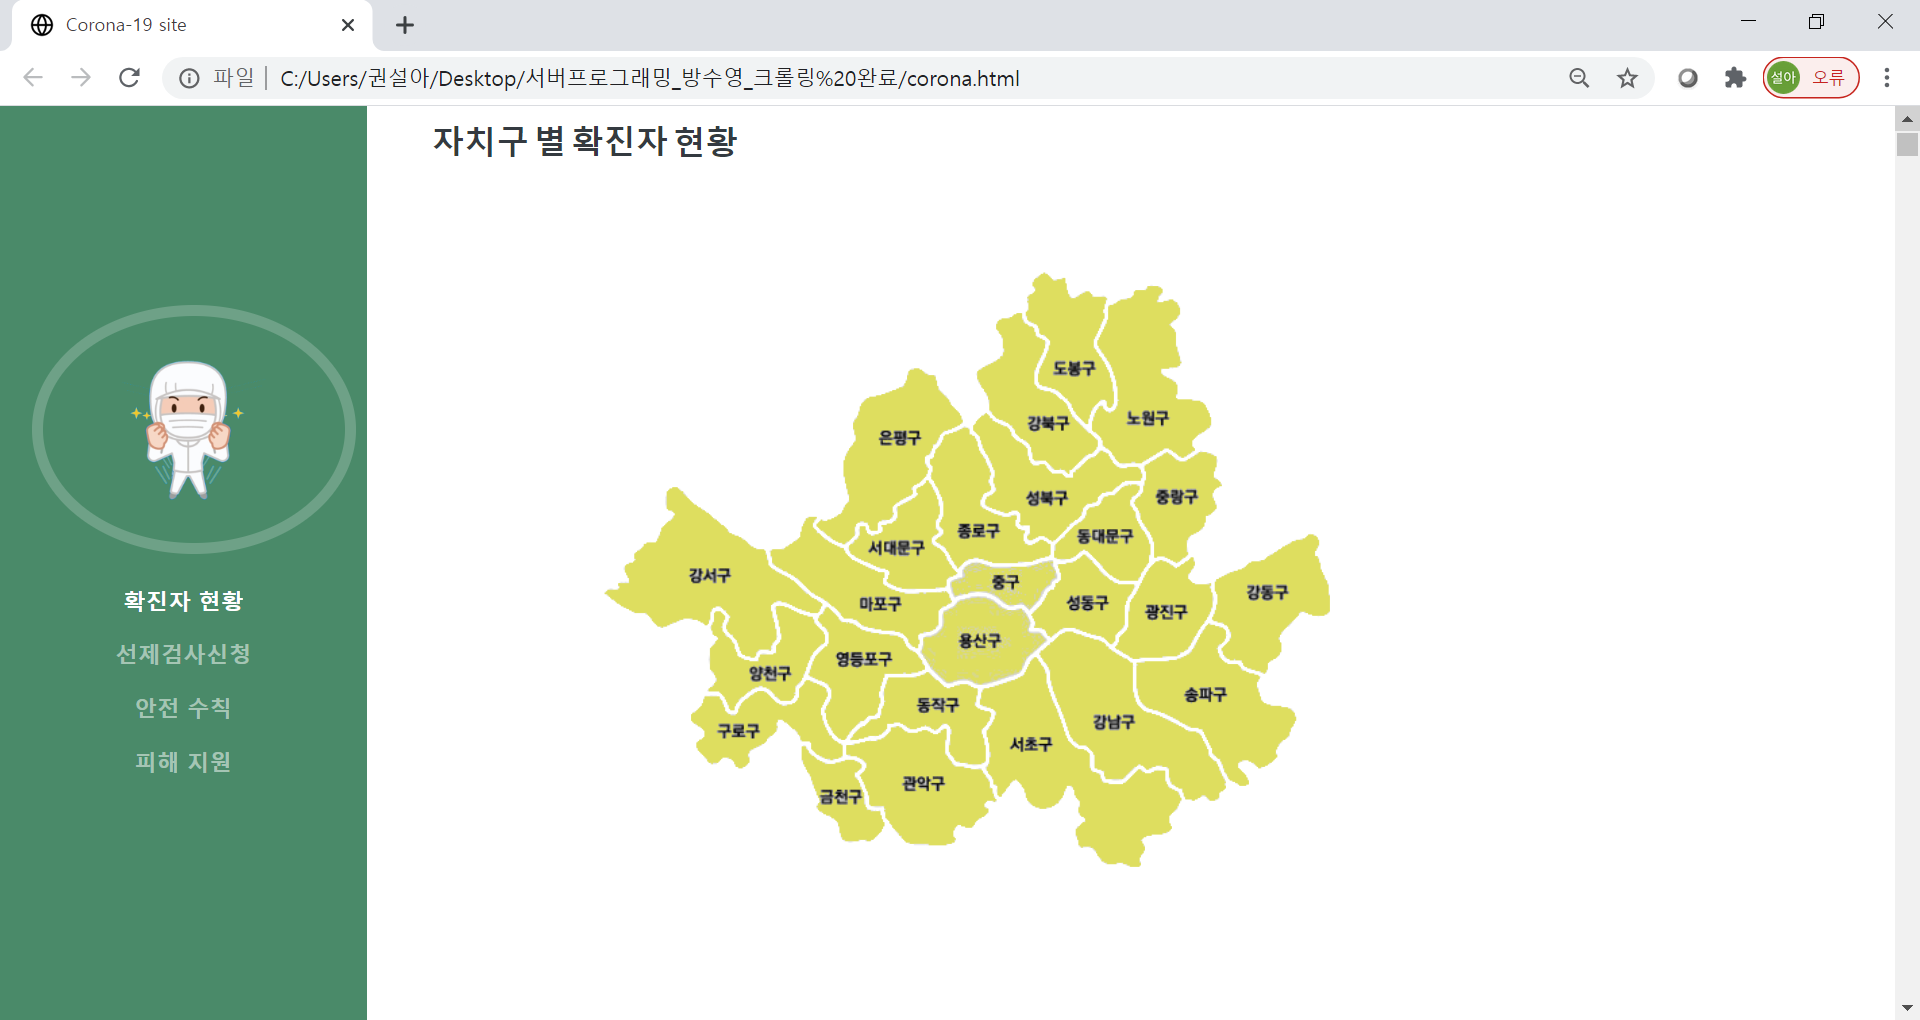 Corona-19 site
파일 C:/Users/권설아/Desktop/서버프로그래밍_방수영_크롤링%20완료/corona.html
설아 오류
자치구 별 확진자 현황
확진자 현황
선제검사신청
안전 수칙
피해 지원
도봉구
노원구
강북구
은평구
성북구
중랑구
종로구
동대문구
서대문구
강서구
중구
강동구
마포구
성동구
광진구
용산구
영등포구
양천구
송파구
동작구
강남구
구로구
서초구
관악구
금천구